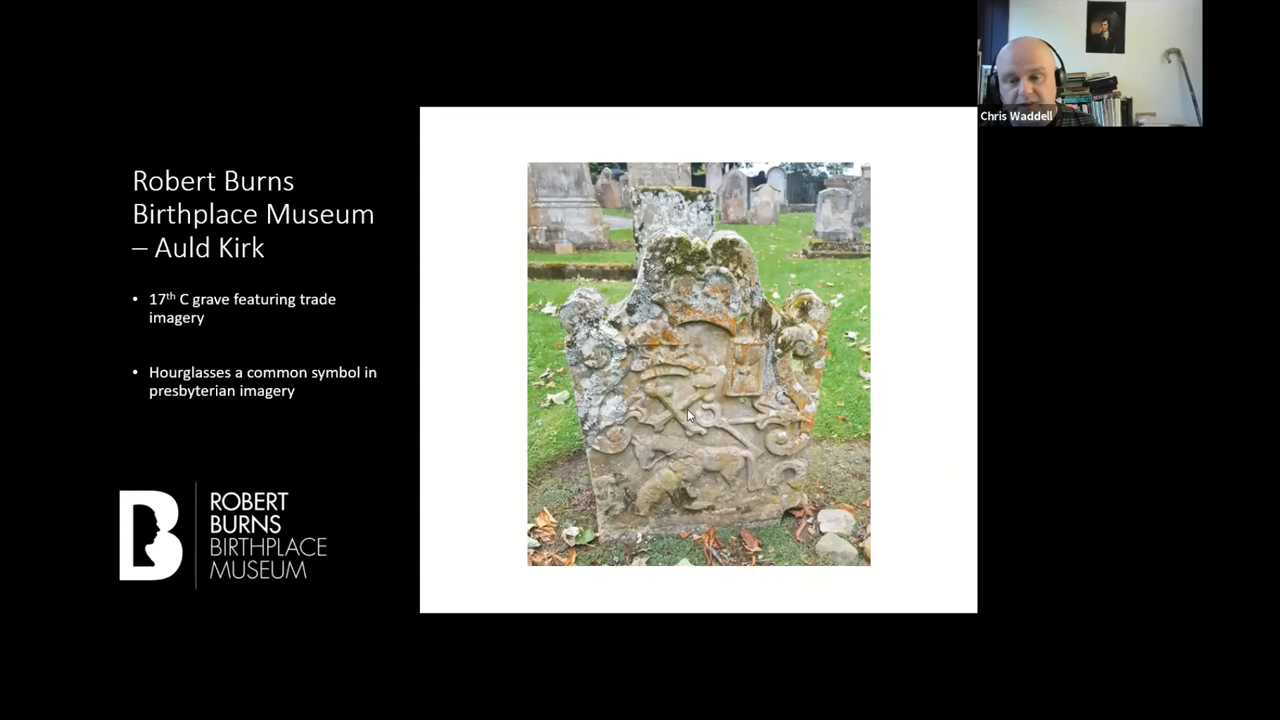 Chris Waddell
Robert Burns
Birthplace Museum
– Auld Kirk
• 17th C grave featuring trade
imagery
• Hourglasses a common symbol in
presbyterian imagery
B
ROBERT
BURNS
BIRTHPLACE
MUSEUM